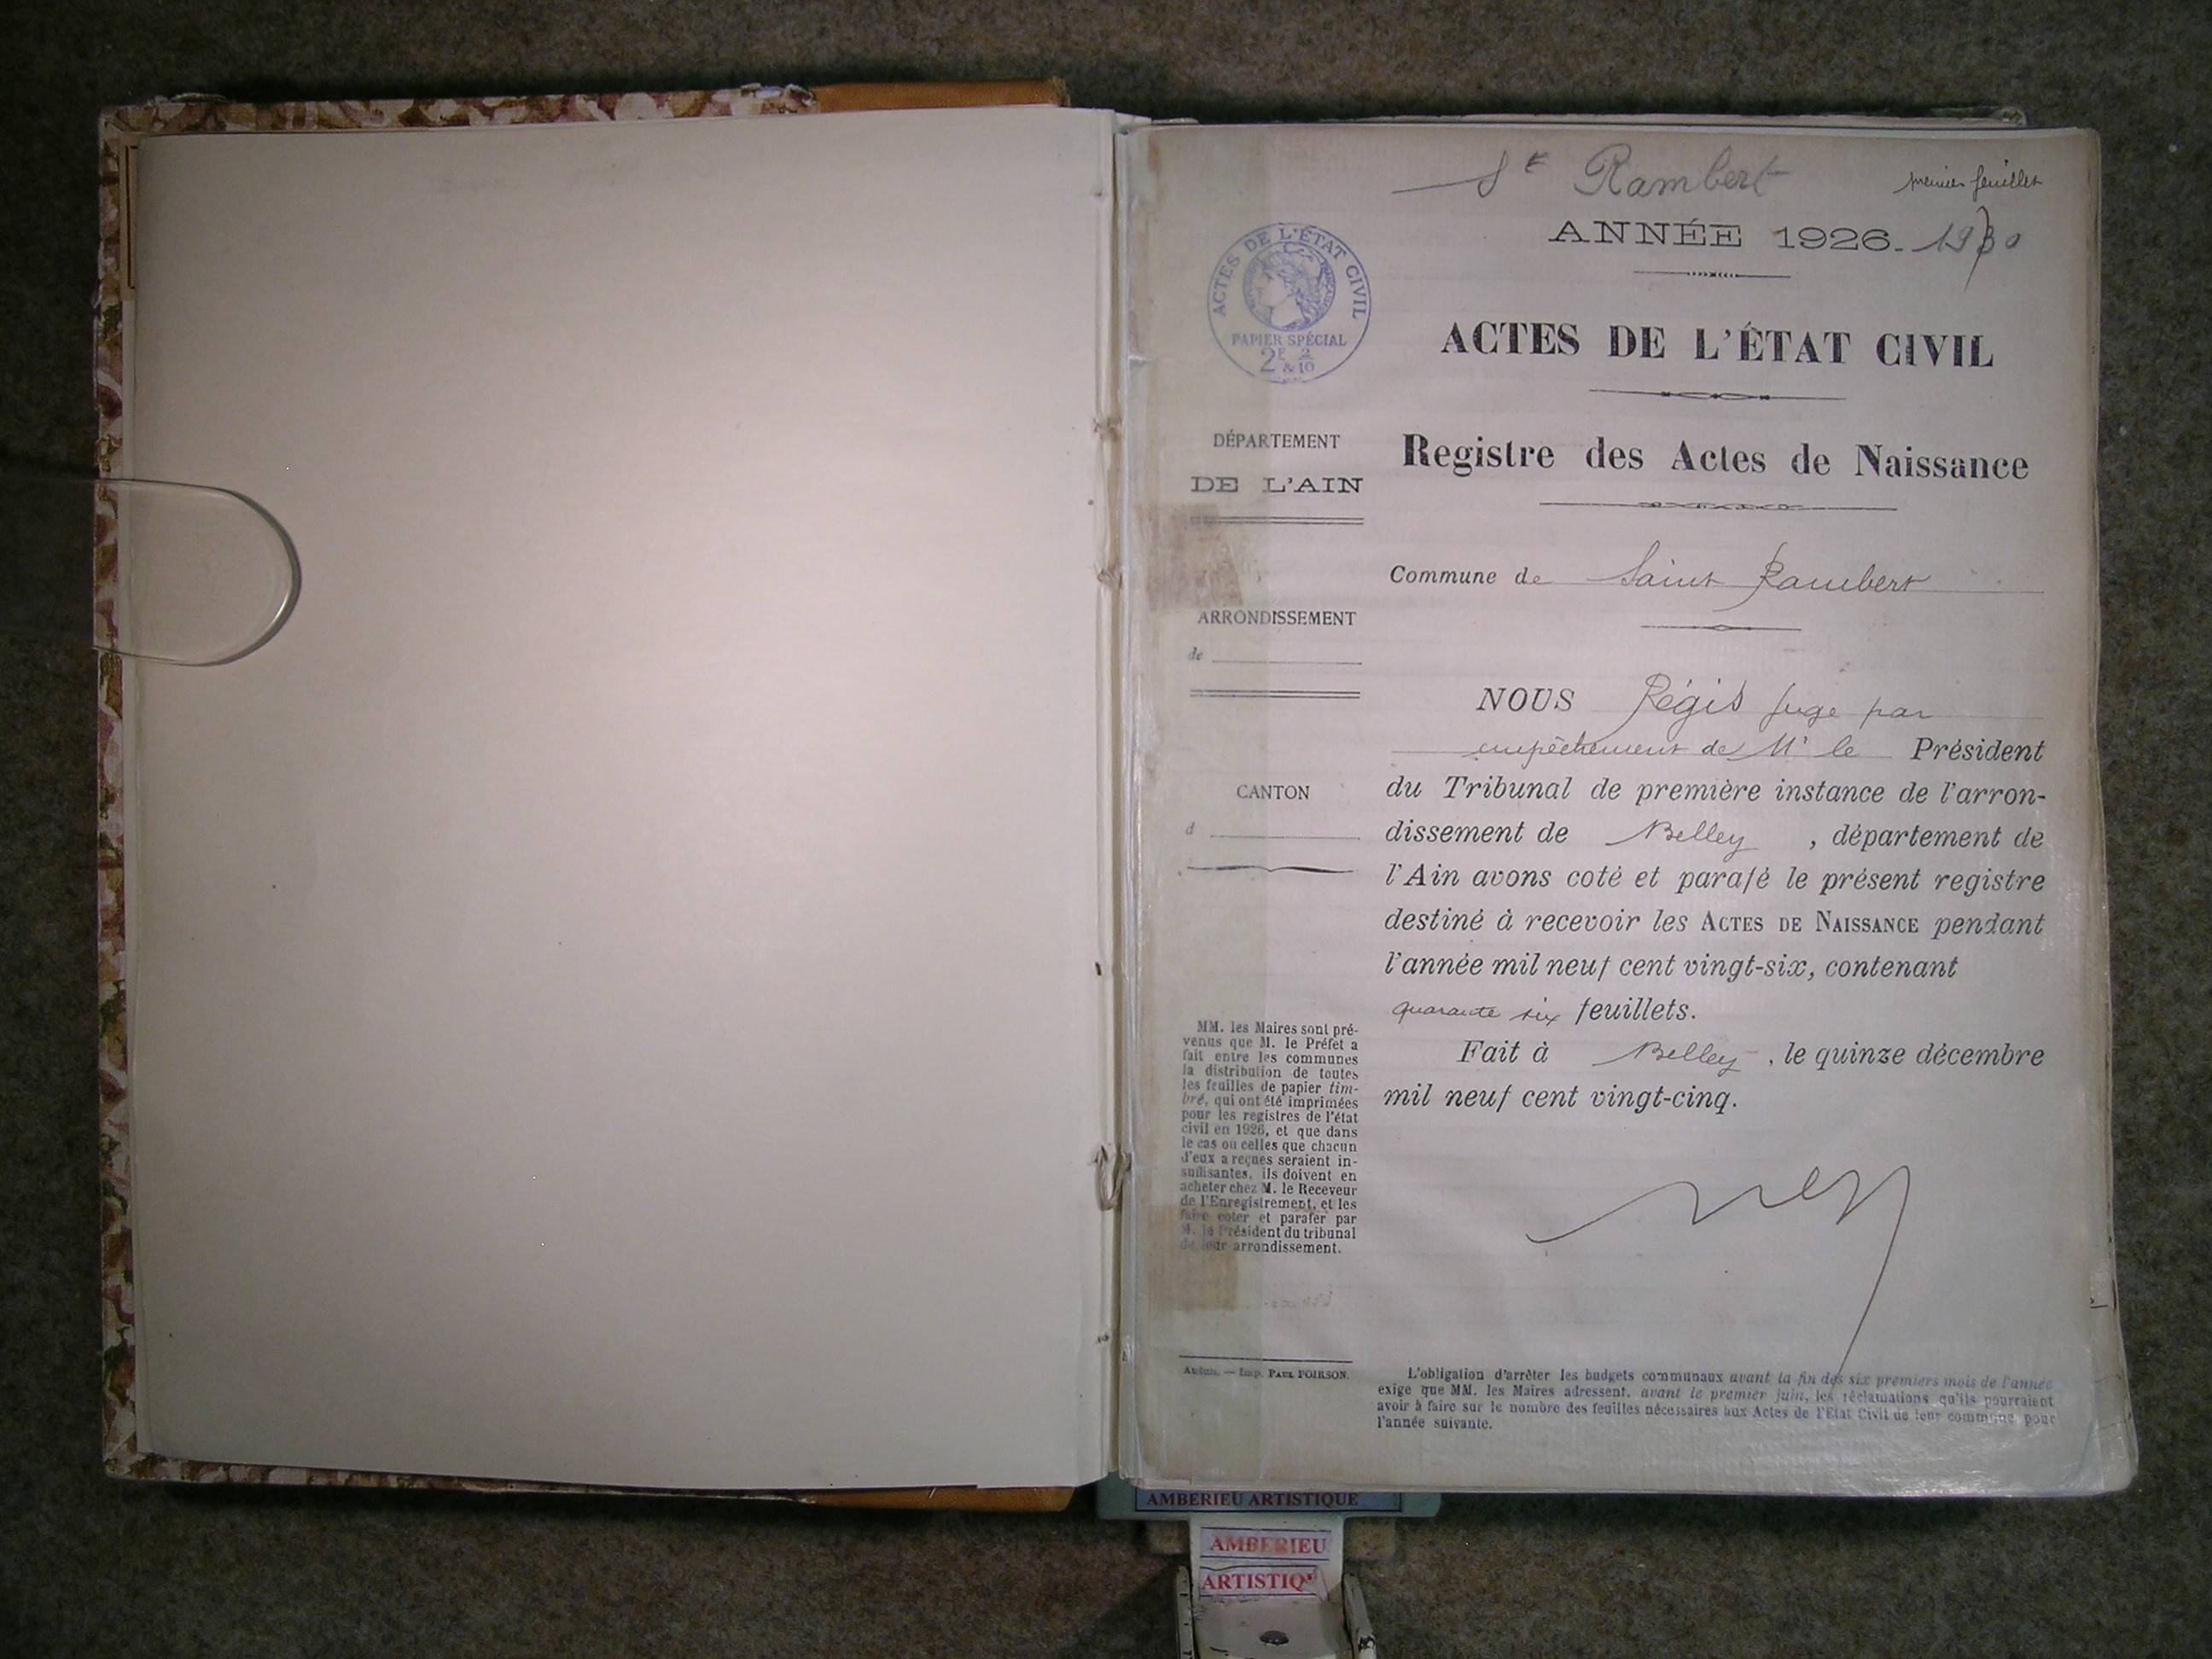 St Rambert
premier feuillet
ANNÉE 1926. 1930
ACTES DE L'ÉTAT CIVIL
PAPIER SPÉCIAL
2F & 2/10
ACTES DE L'ÉTAT CIVIL
DÉPARTEMENT
DE L'AIN
Registre des Actes de Naissance
Commune de Saint Rambert
ARRONDISSEMENT
de
NOUS Régis Juge par
empêchement de Mr le Président
du Tribunal de première instance de l'arron-
dissement de Belley, département de
l'Ain avons coté et parafé le présent registre
destiné à recevoir les ACTES DE NAISSANCE pendant
l'année mil neuf cent vingt-six, contenant
quarante six feuillets.
Fait à Belley, le quinze décembre
mil neuf cent vingt-cinq.
CANTON
d
MM. les Maires sont pré-
venus que M. le Préfet a
fait entre les communes
la distribution de toutes
les feuilles de papier tim-
bré, qui ont été imprimées
pour les registres de l'état
civil en 1926, et que dans
le cas où celles que chacun
d'eux a reçues seraient in-
suffisantes, ils doivent en
acheter chez M. le Receveur
de l'Enregistrement, et les
faire coter et parafer par
M. le Président du tribunal
de leur arrondissement.
Autun. — Imp. PAUL POIRSON.
L'obligation d'arrêter les budgets communaux avant la fin des six premiers mois de l'année
exige que MM. les Maires adressent, avant le premier juin, les réclamations qu'ils pourraient
avoir à faire sur le nombre des feuilles nécessaires aux Actes de l'Etat Civil de leur commune pour
l'année suivante.
AMBERIEU ARTISTIQUE
AMBERIEU
ARTISTIQ